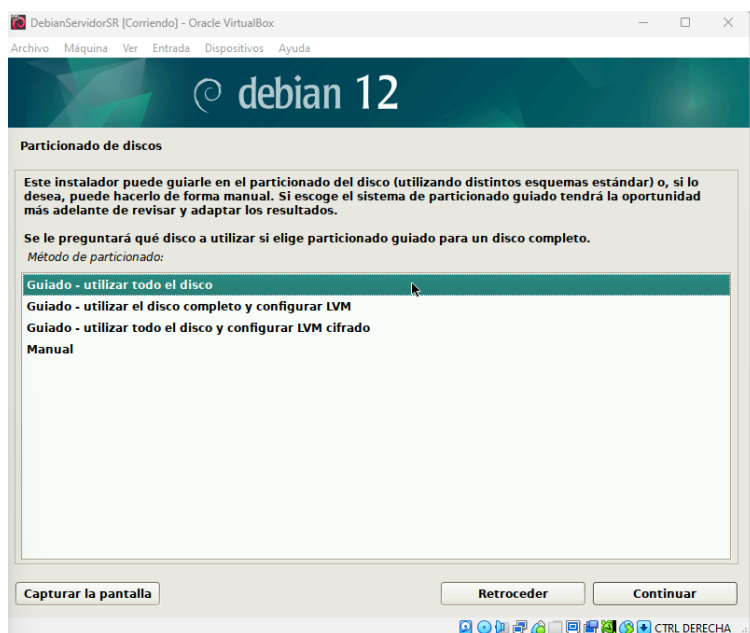 DebianServidorSR [Corriendo] - Oracle VirtualBox
Archivo Máquina Ver Entrada Dispositivos Ayuda
debian 12
Particionado de discos
Este instalador puede guiarle en el particionado del disco (utilizando distintos esquemas estándar) o, si lo
desea, puede hacerlo de forma manual. Si escoge el sistema de particionado guiado tendrá la oportunidad
más adelante de revisar y adaptar los resultados.
Se le preguntará qué disco a utilizar si elige particionado guiado para un disco completo.
Método de particionado:
Guiado - utilizar todo el disco
Guiado - utilizar el disco completo y configurar LVM
Guiado - utilizar todo el disco y configurar LVM cifrado
Manual
Capturar la pantalla Retroceder Continuar
CTRL DERECHA